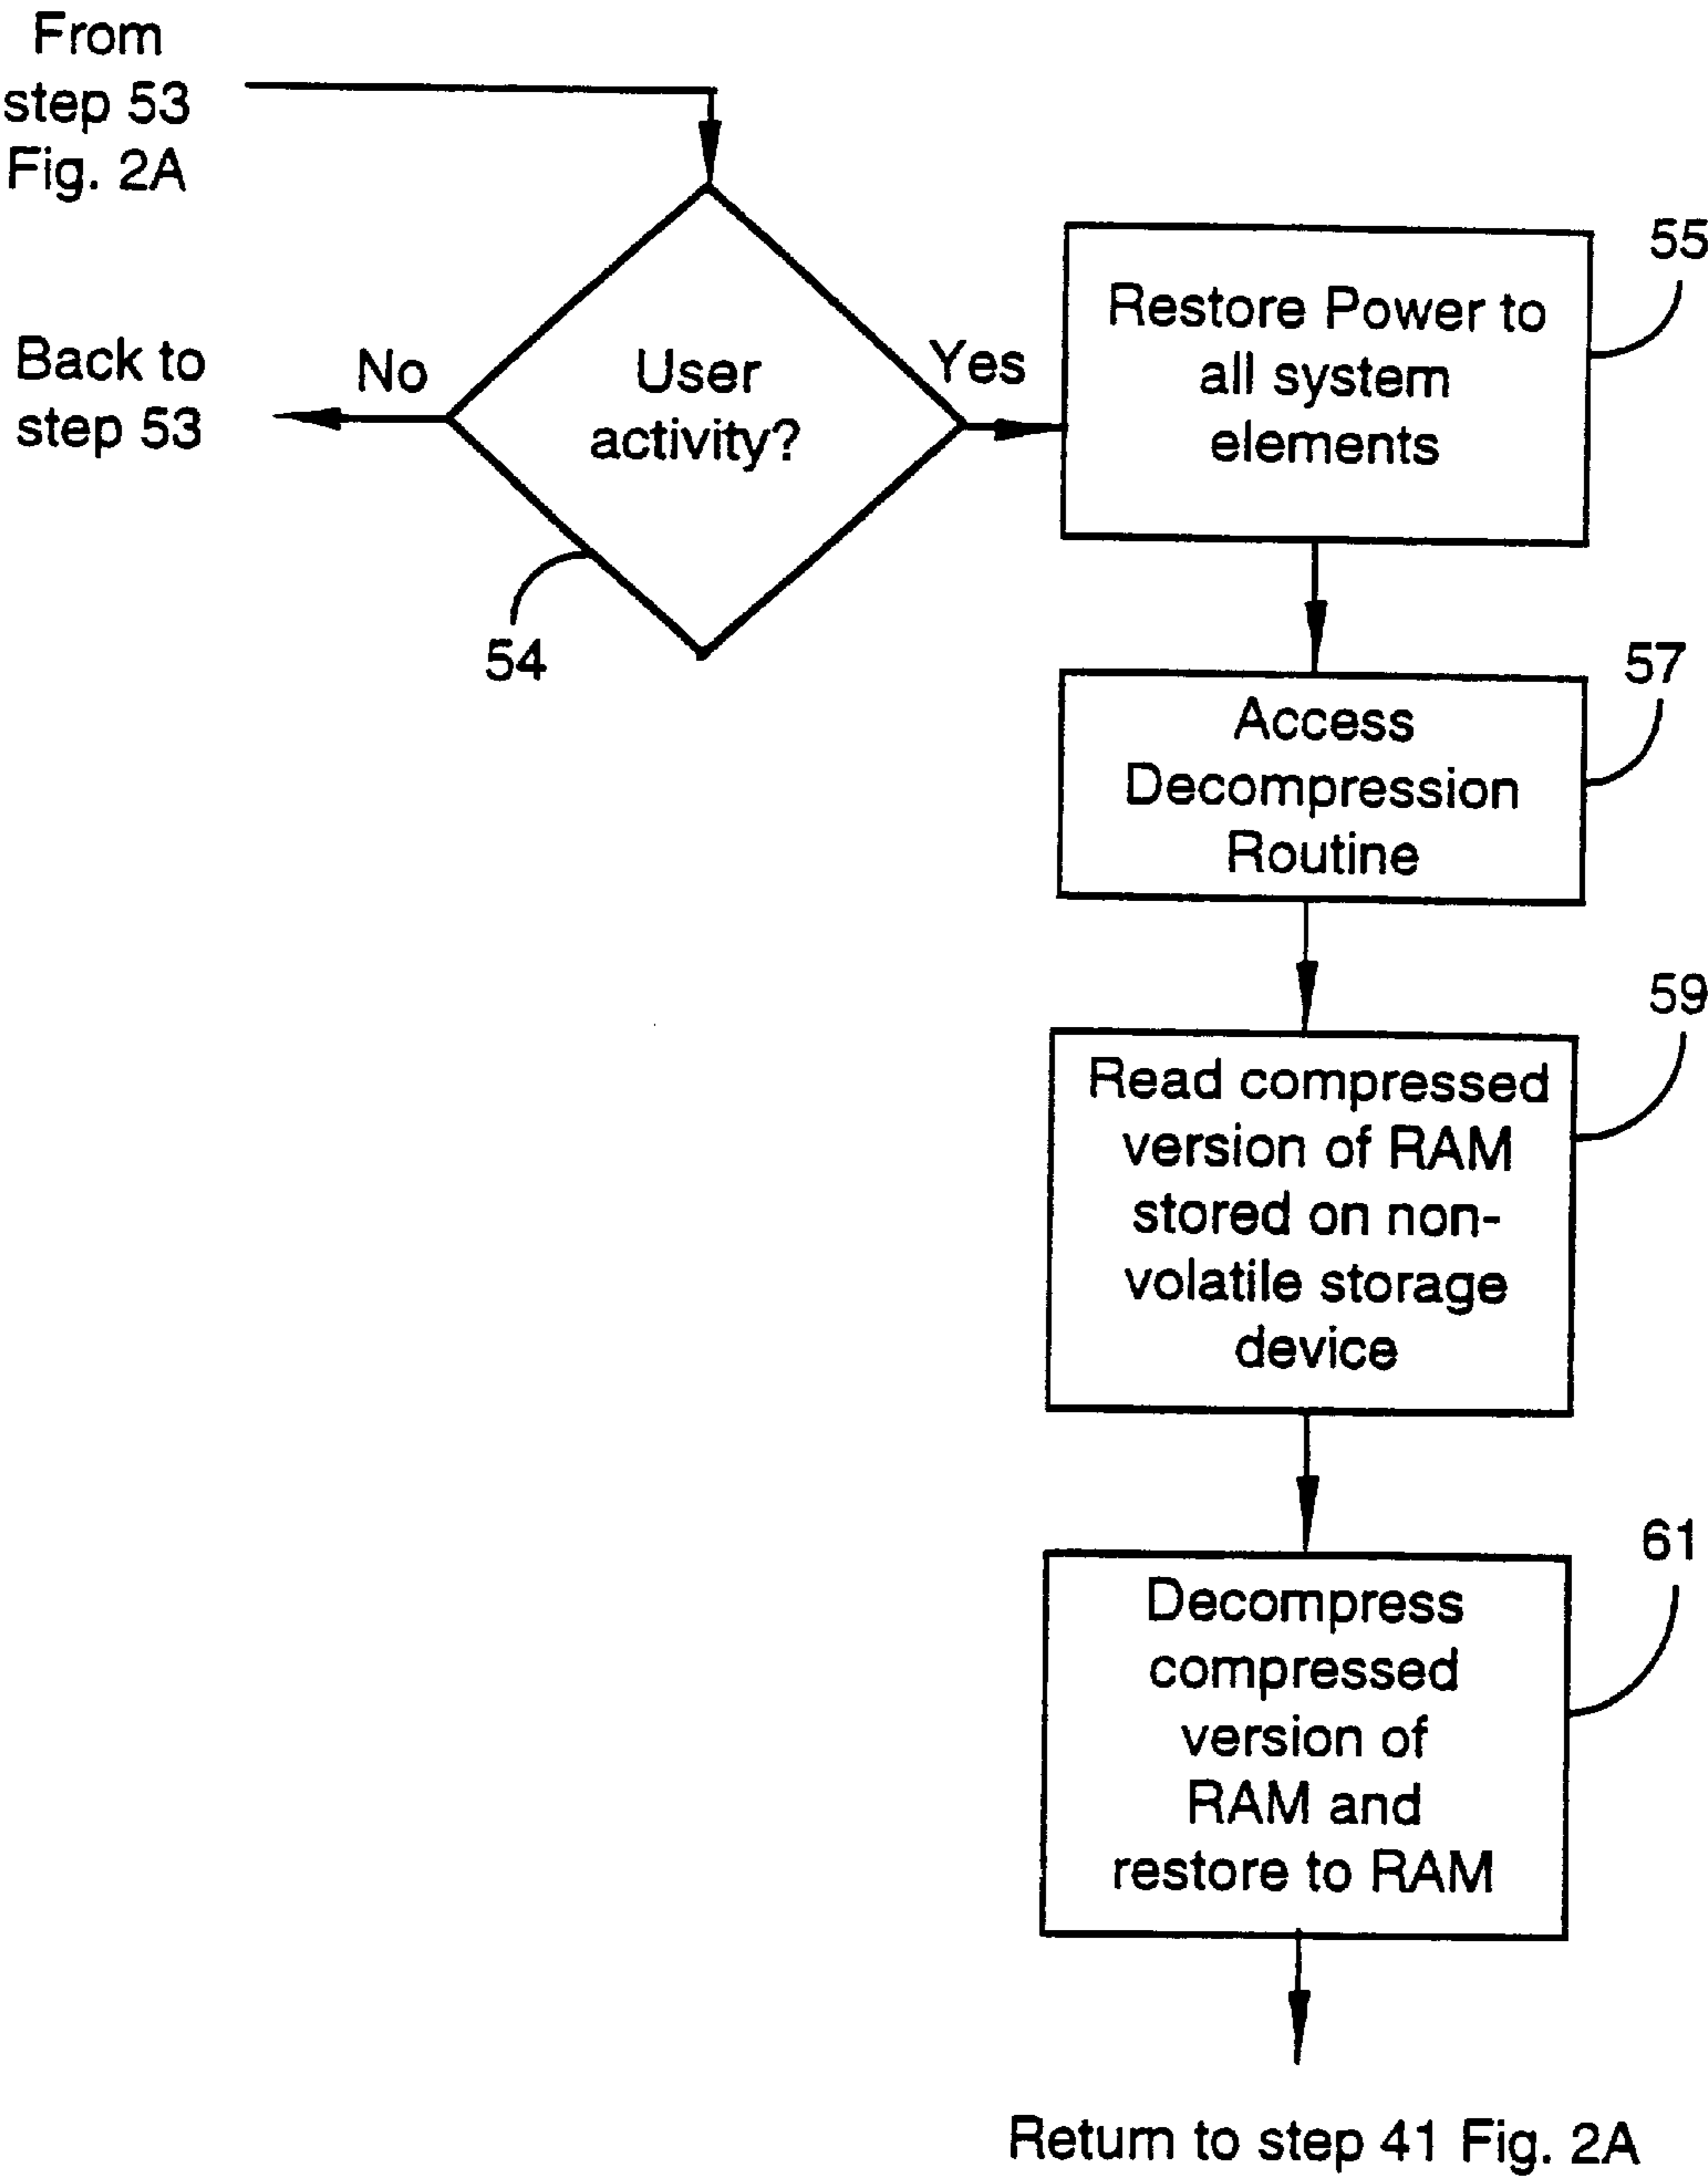 From
step 53
Fig. 2A
Back to
step 53
No
User
activity?
Yes
54
Restore Power to
all system
elements
55
Access
Decompression
Routine
57
Read compressed
version of RAM
stored on non-
volatile storage
device
59
Decompress
compressed
version of
RAM and
restore to RAM
61
Return to step 41 Fig. 2A